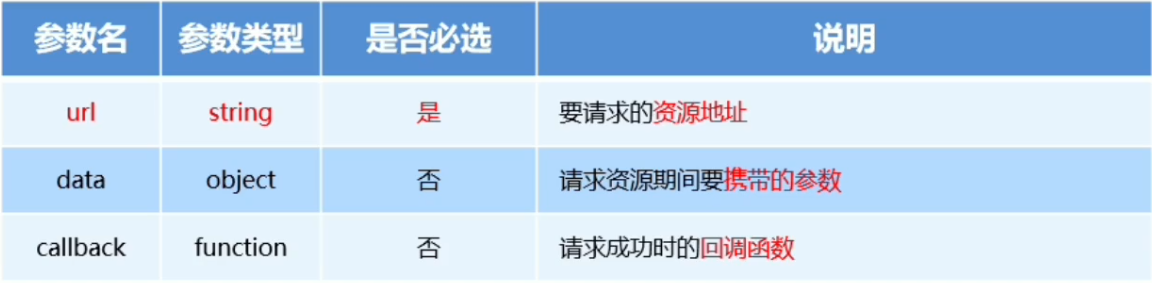 参数名 参数类型 是否必选 说明
url string 是 要请求的资源地址
data object 否 请求资源期间要携带的参数
callback function 否 请求成功时的回调函数